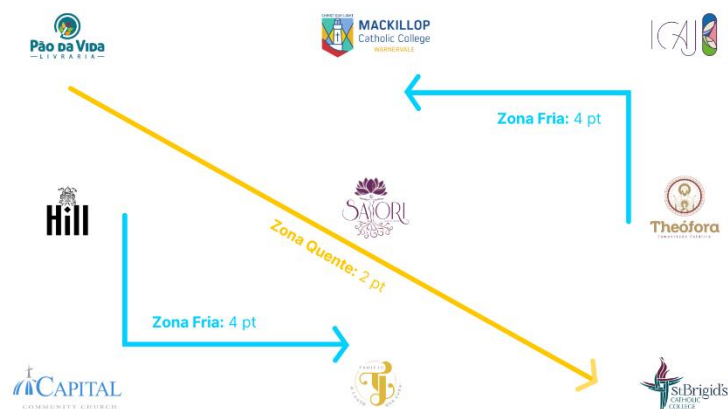 Pão da Vida
LIVRARIA
MACKILLOP
Catholic College
WARNERVALE
ICAJ
Zona Fria: 4 pt
Hill
SATORI
Theófora
Zona Quente: 2 pt
Zona Fria: 4 pt
CAPITAL
COMMUNITY CHURCH
St Brigid's
CATHOLIC
COLLEGE